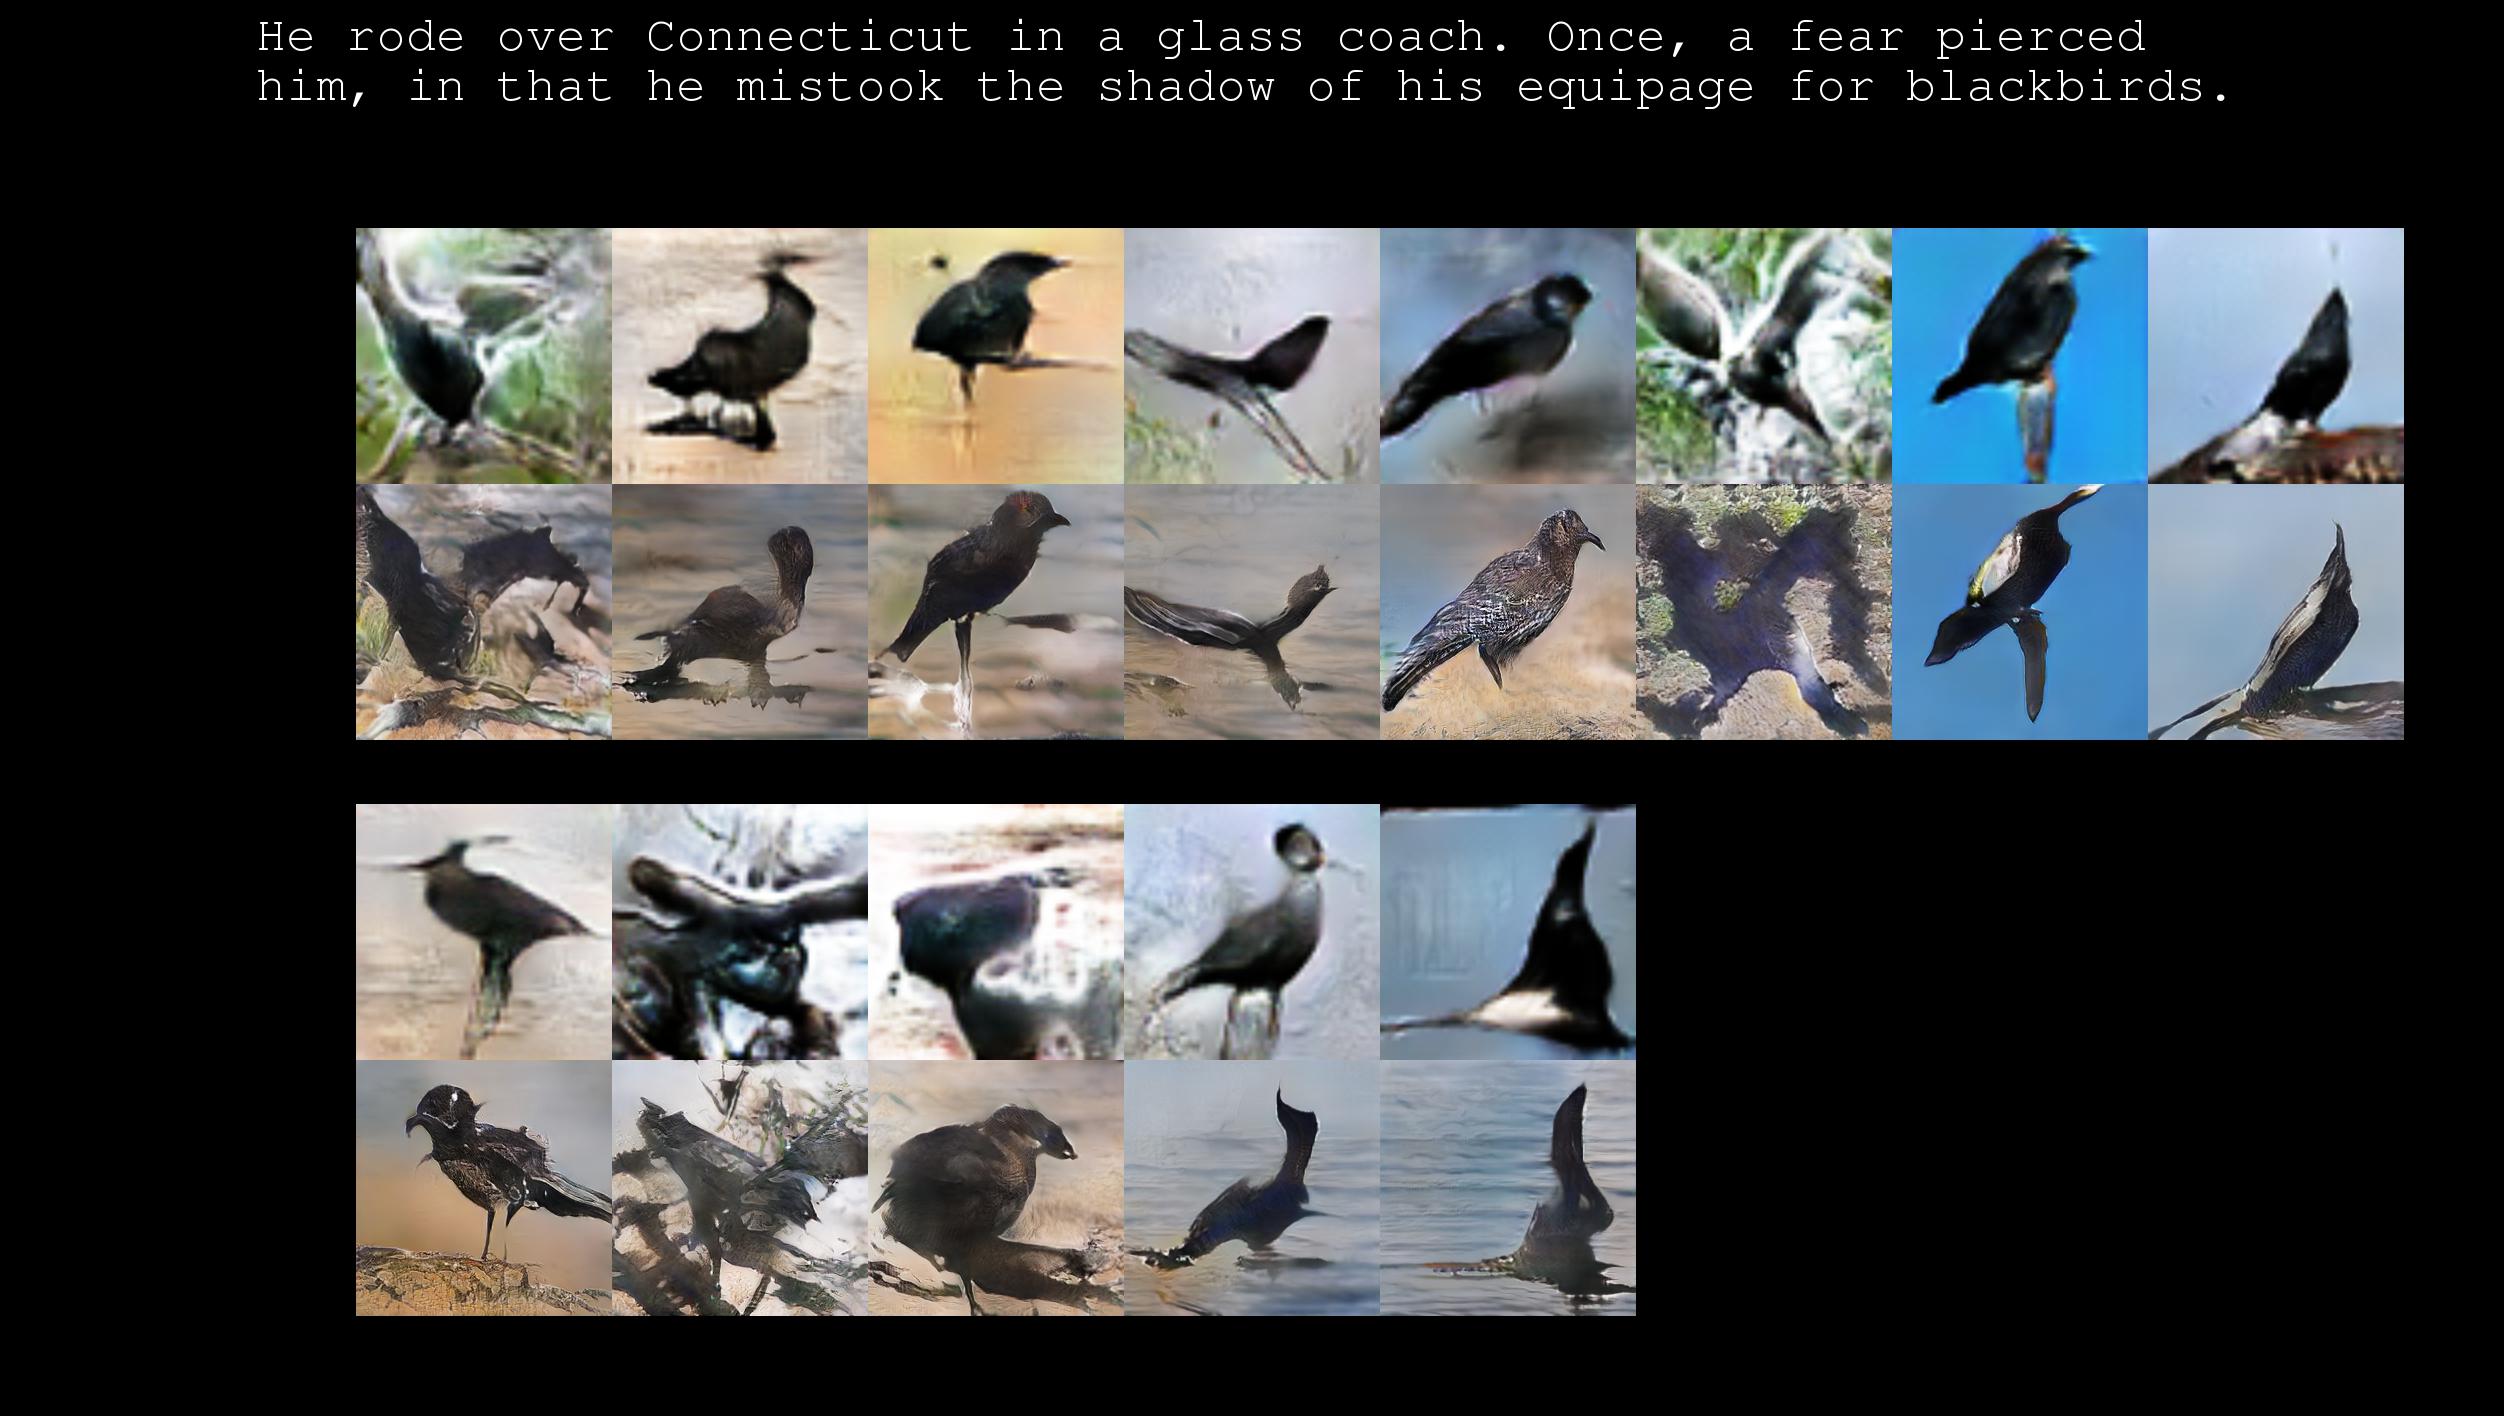 He rode over Connecticut in a glass coach. Once, a fear pierced
him, in that he mistook the shadow of his equipage for blackbirds.